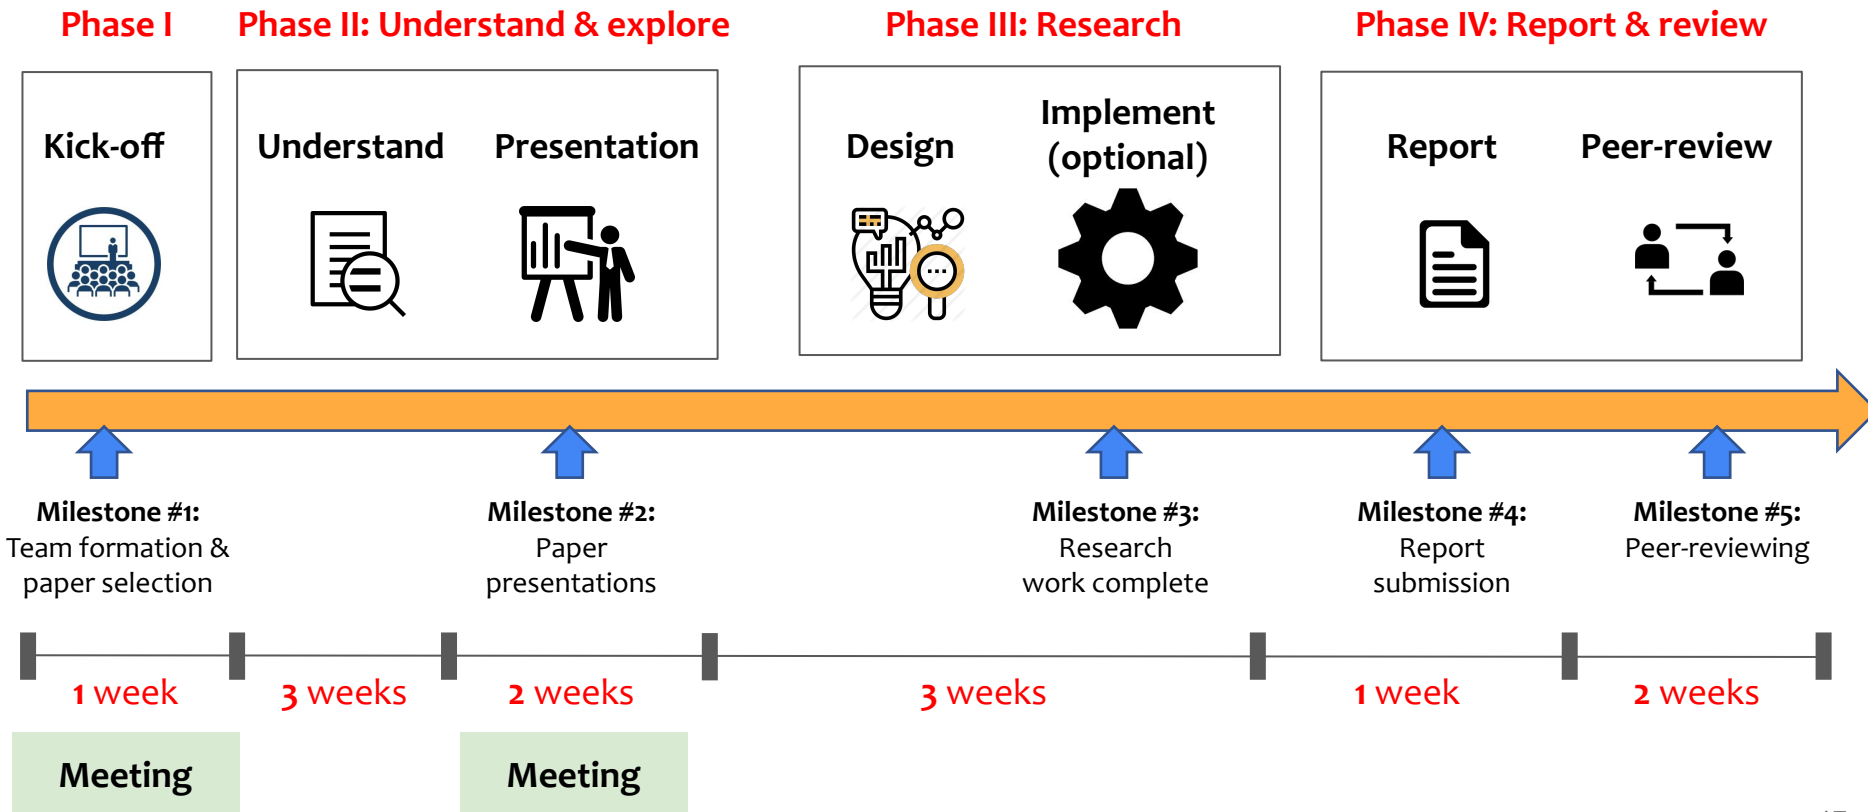 Phase I
Phase II: Understand & explore
Phase III: Research
Phase IV: Report & review
Kick-off
Understand
Presentation
Design
Implement
(optional)
Report
Peer-review
Milestone #1:
Team formation &
paper selection
Milestone #2:
Paper
presentations
Milestone #3:
Research
work complete
Milestone #4:
Report
submission
Milestone #5:
Peer-reviewing
1 week
3 weeks
2 weeks
3 weeks
1 week
2 weeks
Meeting
Meeting